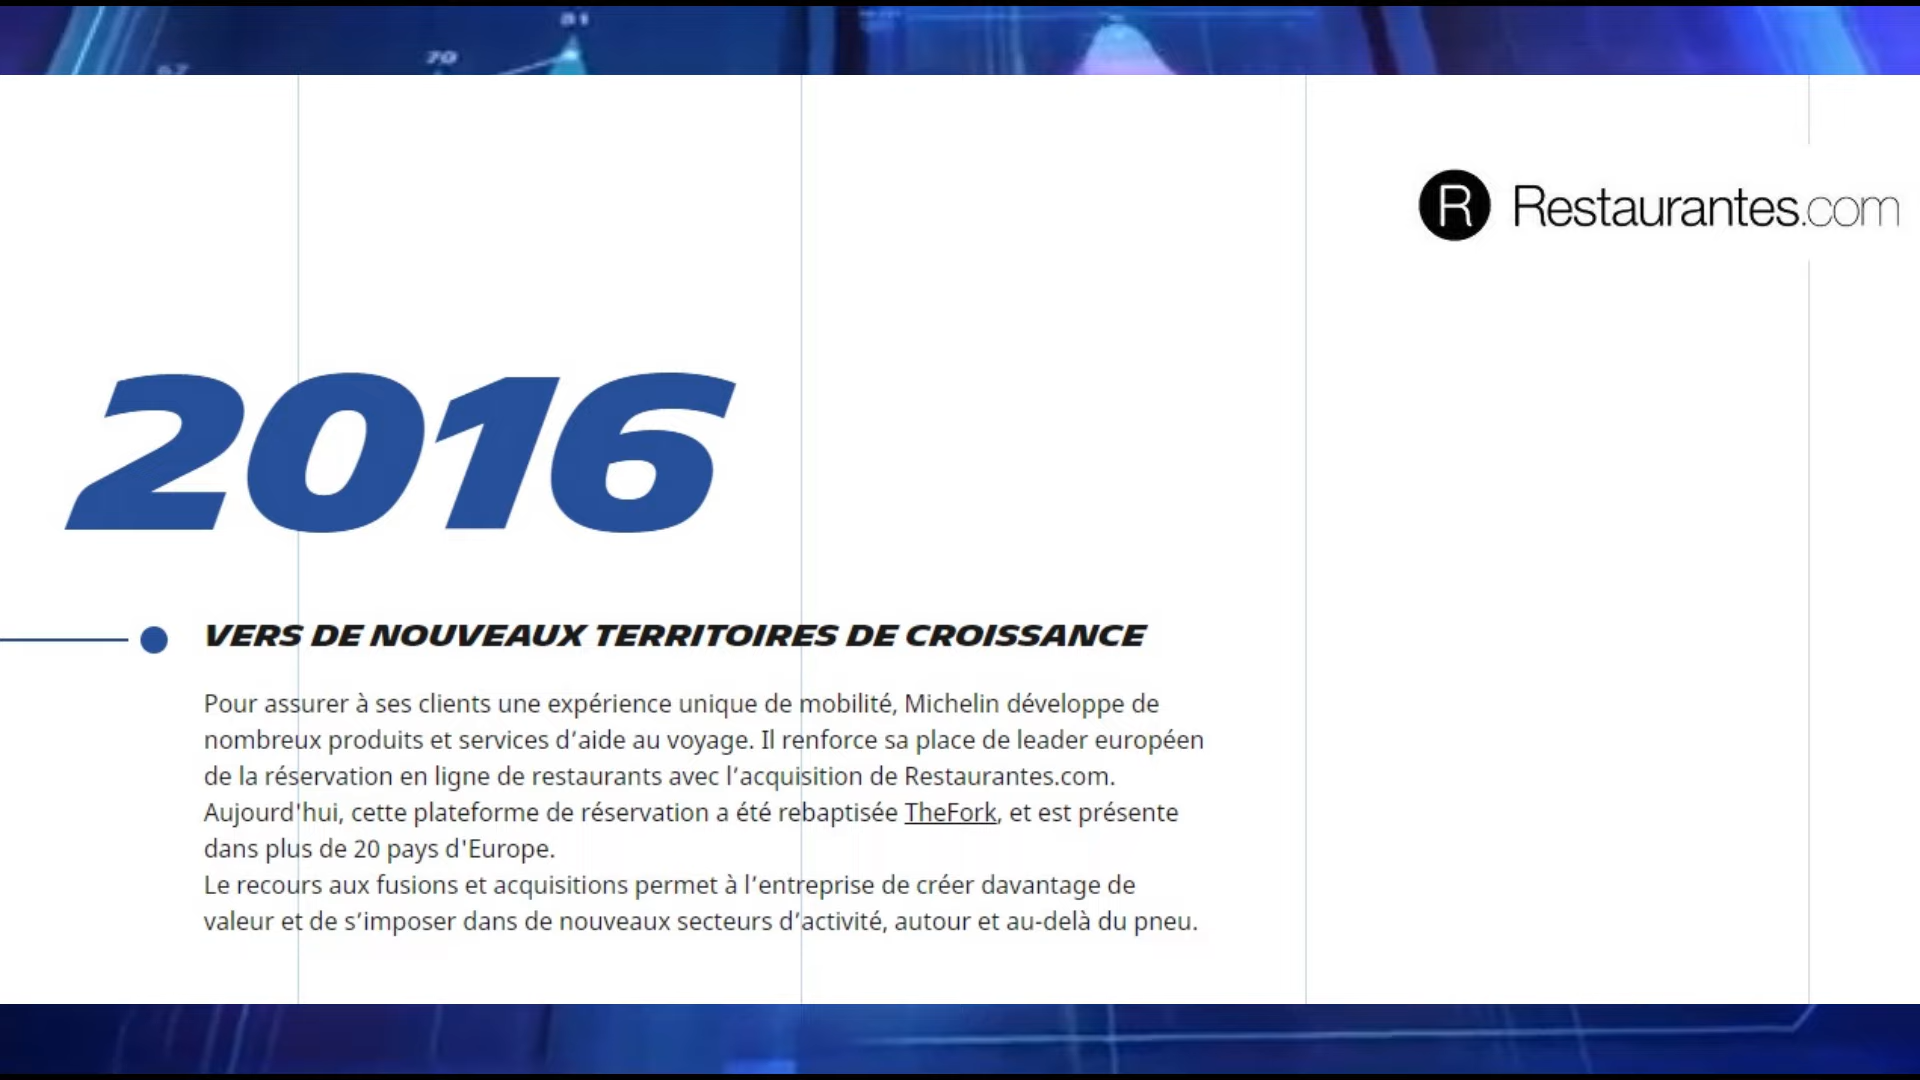 81
70
67
R Restaurantes.com
2016
VERS DE NOUVEAUX TERRITOIRES DE CROISSANCE
Pour assurer à ses clients une expérience unique de mobilité, Michelin développe de
nombreux produits et services d’aide au voyage. Il renforce sa place de leader européen
de la réservation en ligne de restaurants avec l’acquisition de Restaurantes.com.
Aujourd'hui, cette plateforme de réservation a été rebaptisée TheFork, et est présente
dans plus de 20 pays d'Europe.
Le recours aux fusions et acquisitions permet à l’entreprise de créer davantage de
valeur et de s’imposer dans de nouveaux secteurs d’activité, autour et au-delà du pneu.